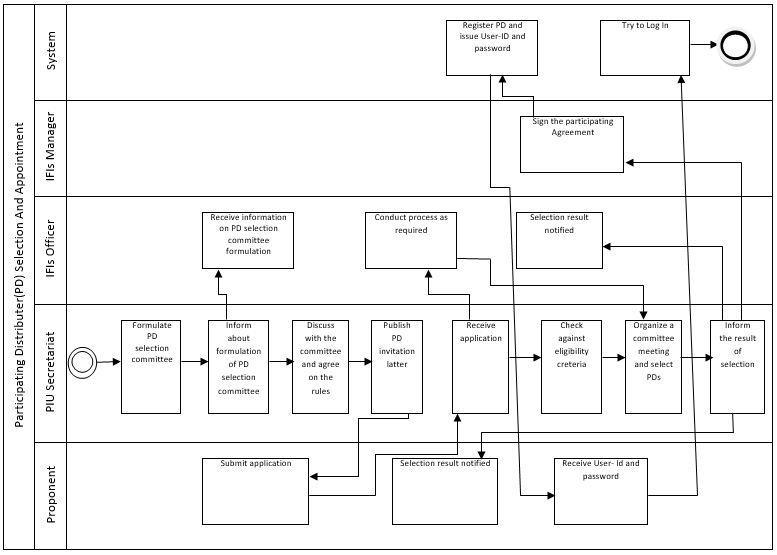 Participating Distributer(PD) Selection And Appointment
System
Register PD and
issue User-ID and
password
Try to Log In
IFIs Manager
Sign the participating
Agreement
IFIs Officer
Receive information
on PD selection
committee
formulation
Conduct process as
required
Selection result
notified
PIU Secretariat
Formulate
PD
selection
committee
Inform
about
formulation
of PD
selection
committee
Discuss
with the
committee
and agree
on the
rules
Publish
PD
invitation
latter
Receive
application
Check
against
eligibility
creteria
Organize a
committee
meeting
and select
PDs
Inform
the result
of
selection
Proponent
Submit application
Selection result notified
Receive User- Id and
password